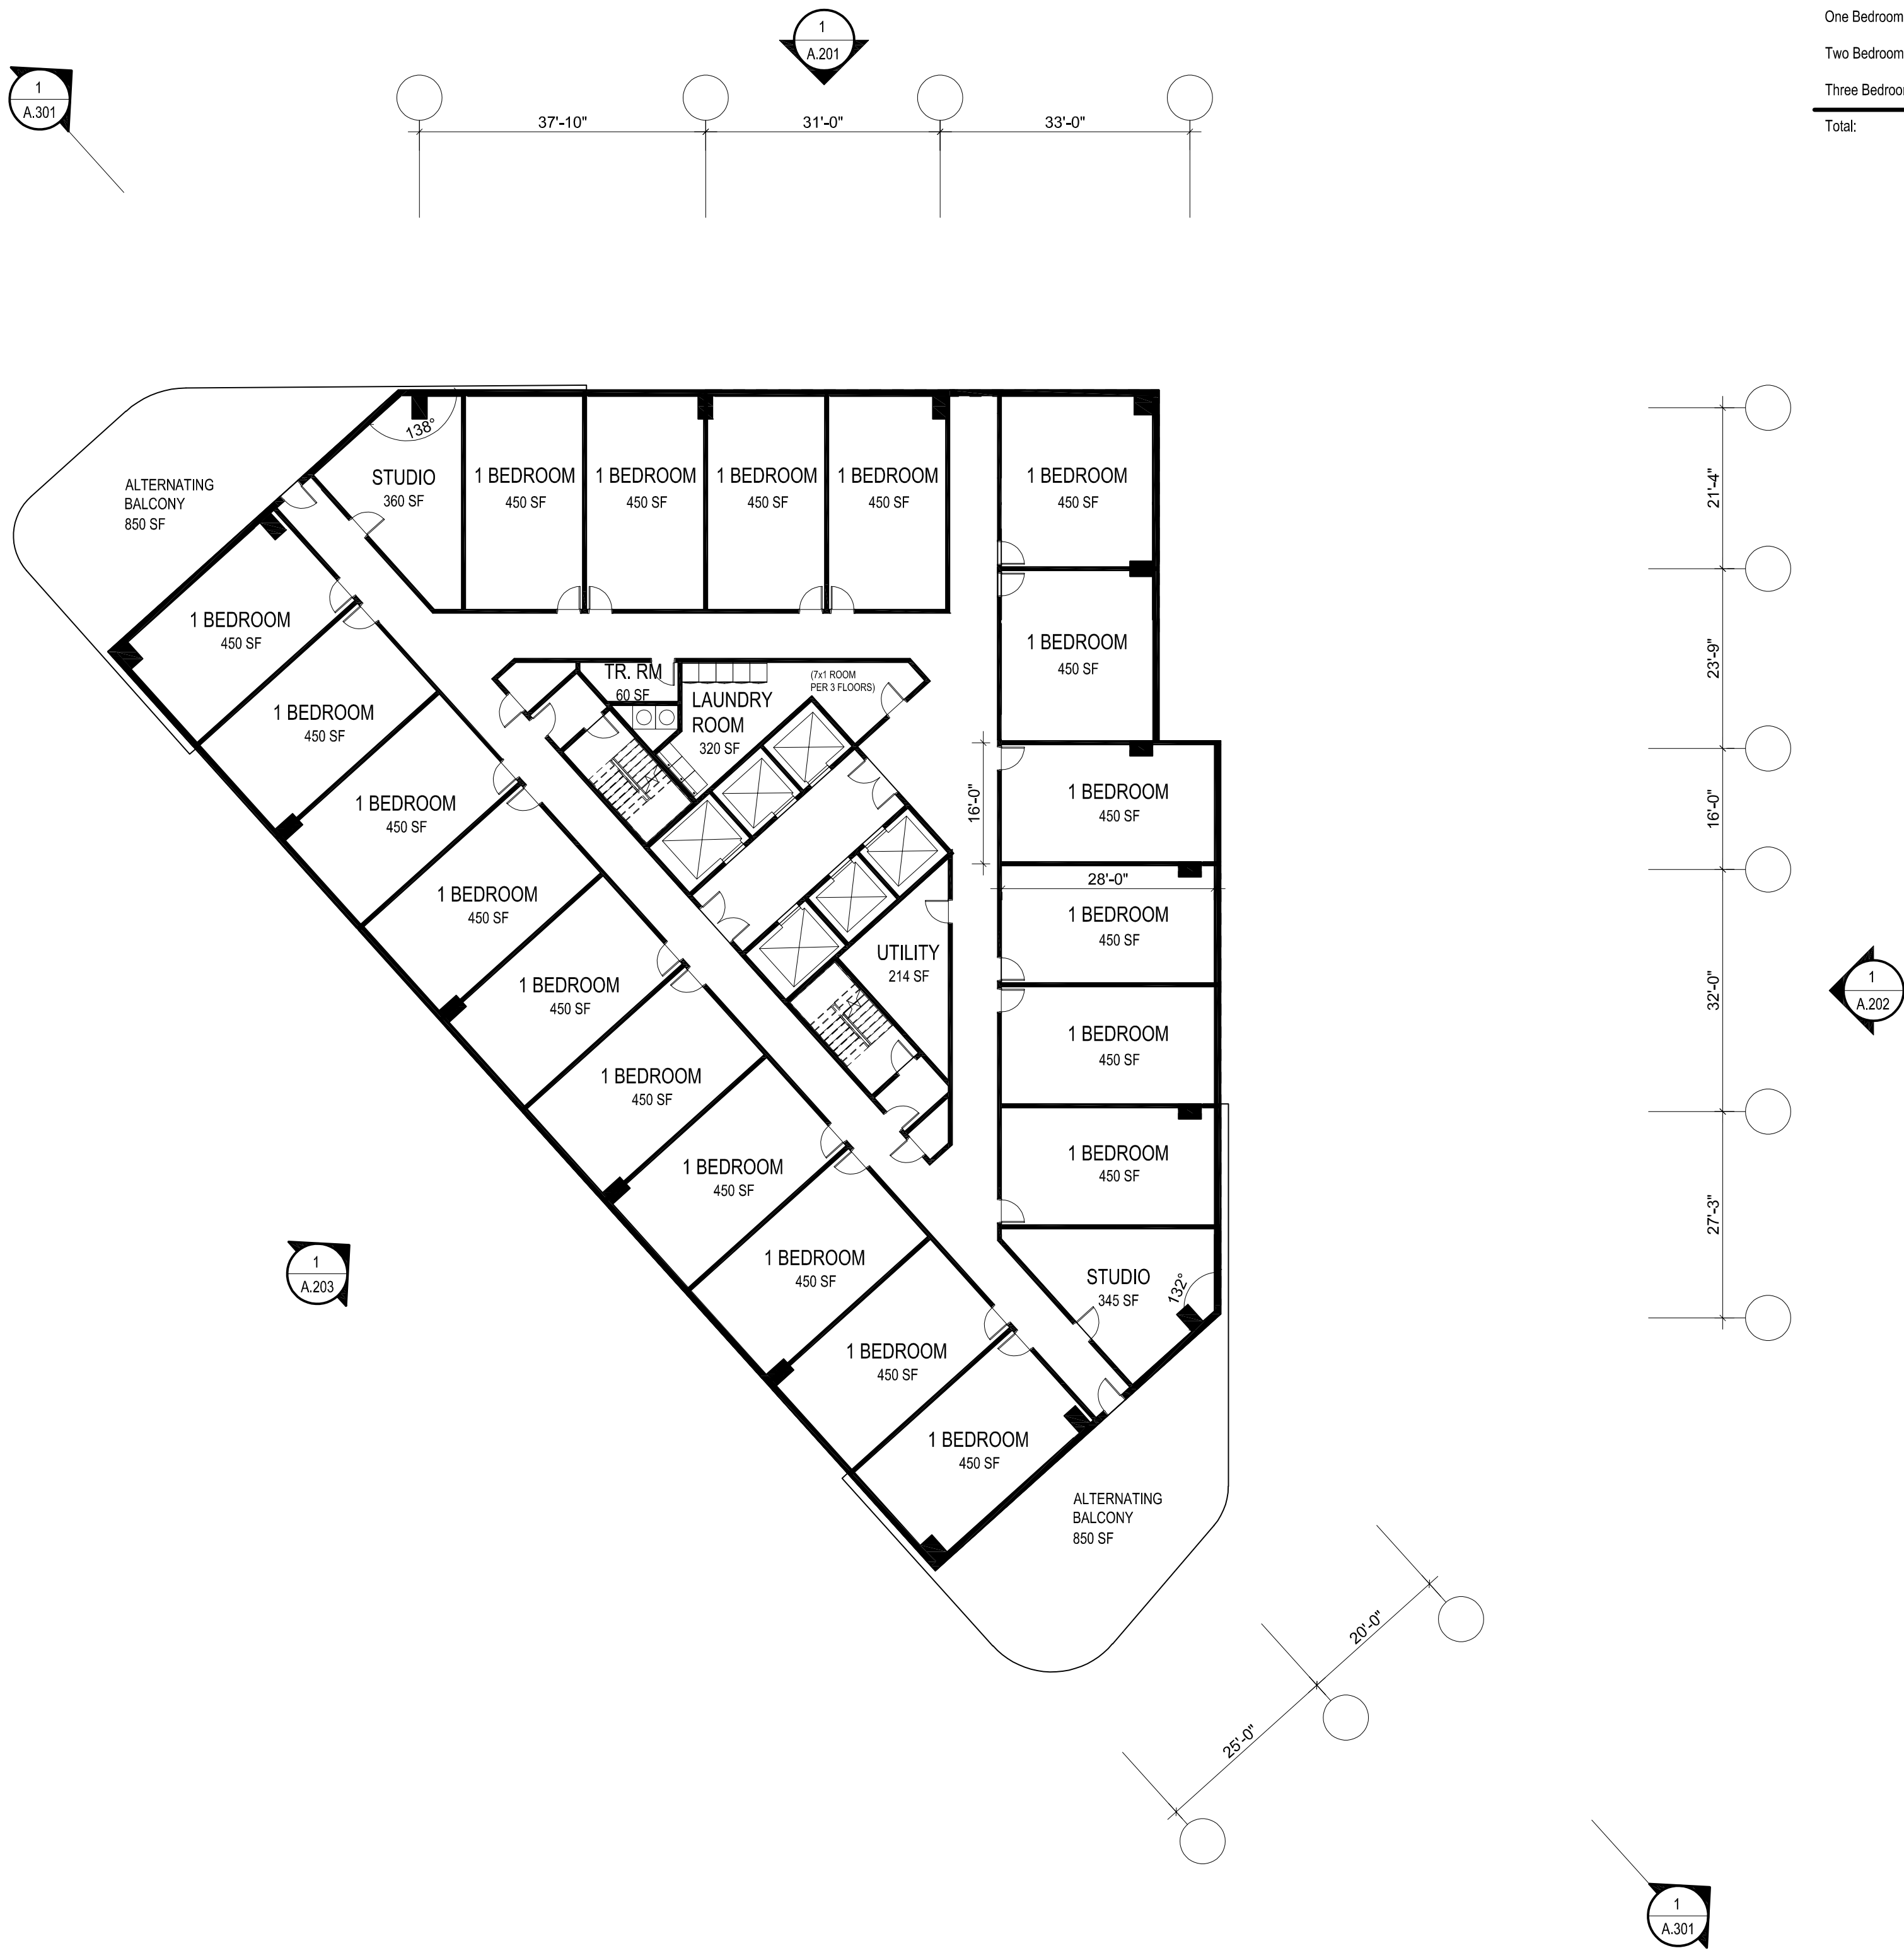 One Bedroom
Two Bedroom
Three Bedroo
Total:
1
A.201
1
A.301
37'-10"
31'-0"
33'-0"
138°
STUDIO
360 SF
1 BEDROOM
450 SF
1 BEDROOM
450 SF
1 BEDROOM
450 SF
1 BEDROOM
450 SF
1 BEDROOM
450 SF
21'-4"
ALTERNATING
BALCONY
850 SF
1 BEDROOM
450 SF
1 BEDROOM
450 SF
23'-9"
TR. RM
60 SF
LAUNDRY
ROOM
320 SF
(7x1 ROOM
PER 3 FLOORS)
1 BEDROOM
450 SF
1 BEDROOM
450 SF
16'-0"
1 BEDROOM
450 SF
16'-0"
28'-0"
1 BEDROOM
450 SF
1 BEDROOM
450 SF
UTILITY
214 SF
1 BEDROOM
450 SF
1 BEDROOM
450 SF
32'-0"
1
A.202
1 BEDROOM
450 SF
1 BEDROOM
450 SF
1 BEDROOM
450 SF
27'-3"
1 BEDROOM
450 SF
STUDIO
345 SF
132°
1
A.203
1 BEDROOM
450 SF
1 BEDROOM
450 SF
ALTERNATING
BALCONY
850 SF
20'-0"
25'-0"
1
A.301